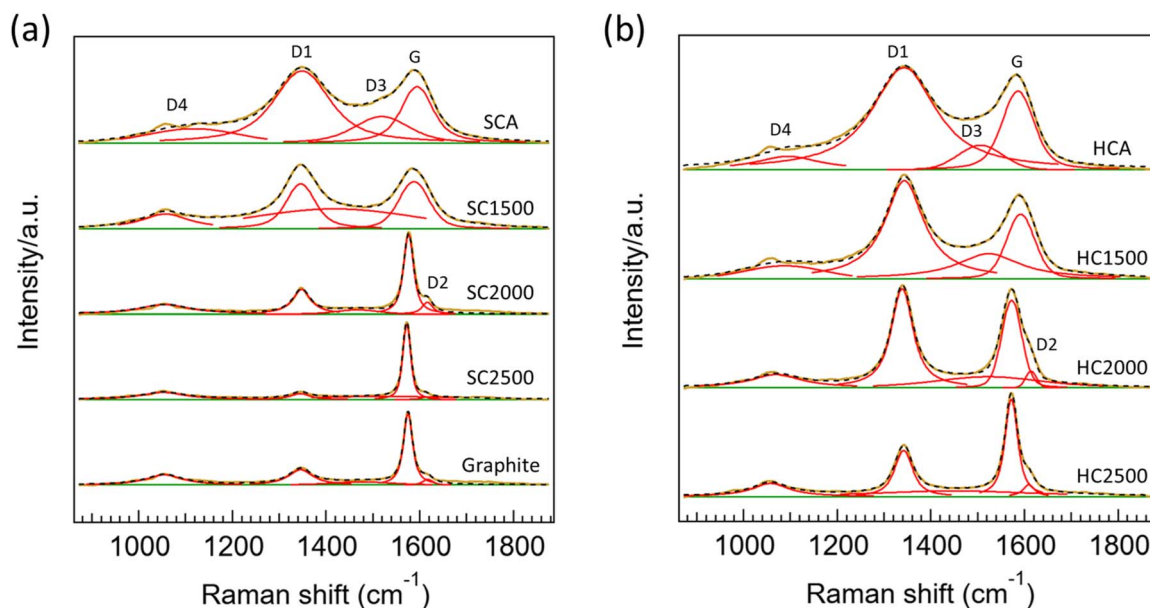 (a)
D1
G
D3
D4
SCA
SC1500
D2
SC2000
SC2500
Graphite
Intensity/a.u.
1000 1200 1400 1600 1800
Raman shift (cm⁻¹)
(b)
D1
G
D4
D3
HCA
HC1500
D2
HC2000
HC2500
Intensity/a.u.
1000 1200 1400 1600 1800
Raman shift (cm⁻¹)